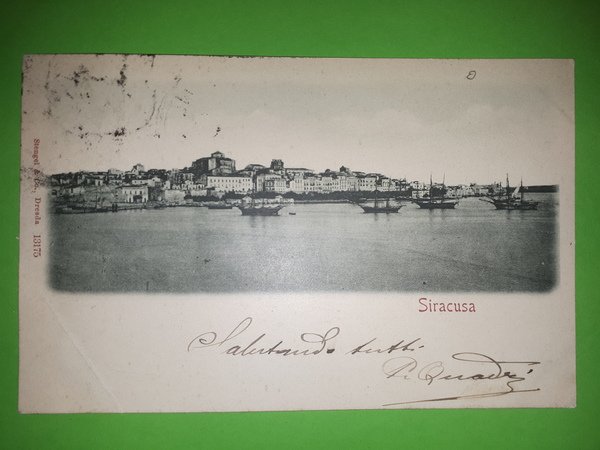 Stengel & Co., Dresda 13175
Siracusa
Salutando tutti